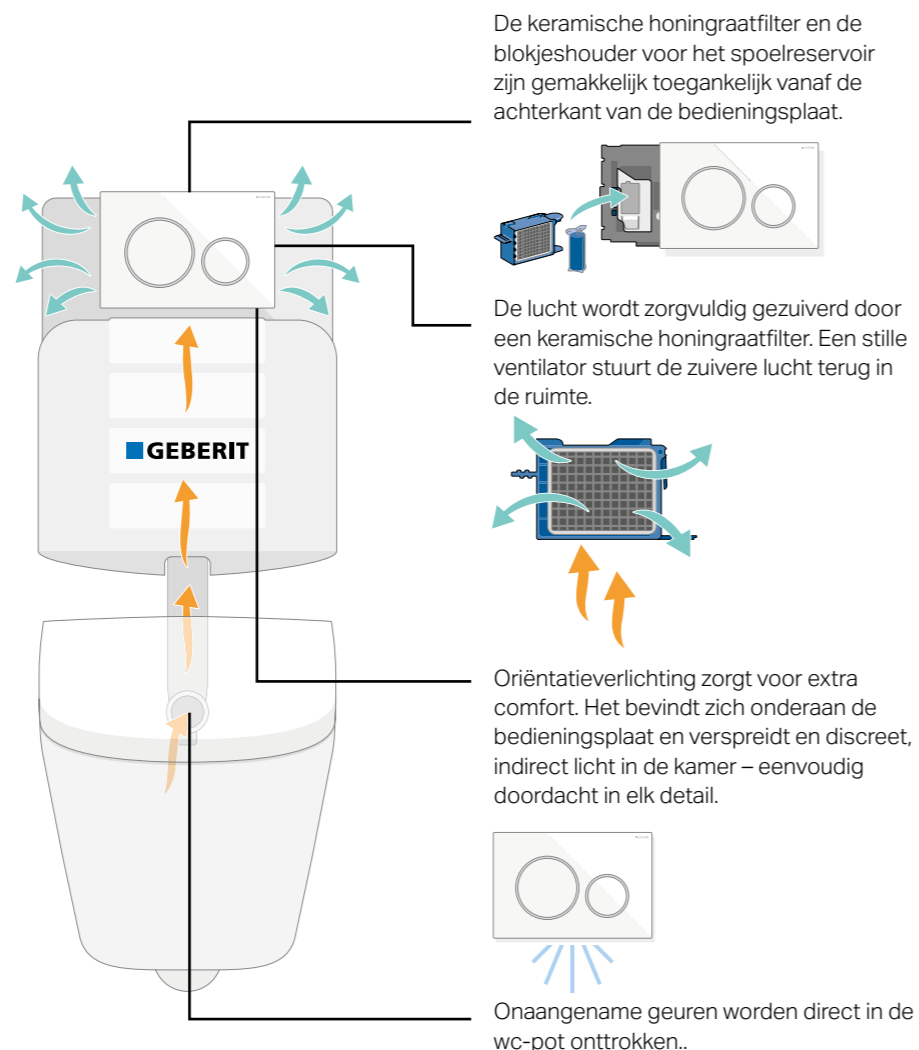 De keramische honingraatfilter en de
blokjeshouder voor het spoelreservoir
zijn gemakkelijk toegankelijk vanaf de
achterkant van de bedieningsplaat.
De lucht wordt zorgvuldig gezuiverd door
een keramische honingraatfilter. Een stille
ventilator stuurt de zuivere lucht terug in
de ruimte.
GEBERIT
Oriëntatieverlichting zorgt voor extra
comfort. Het bevindt zich onderaan de
bedieningsplaat en verspreidt en discreet,
indirect licht in de kamer – eenvoudig
doordacht in elk detail.
Onaangename geuren worden direct in de
wc-pot onttrokken..